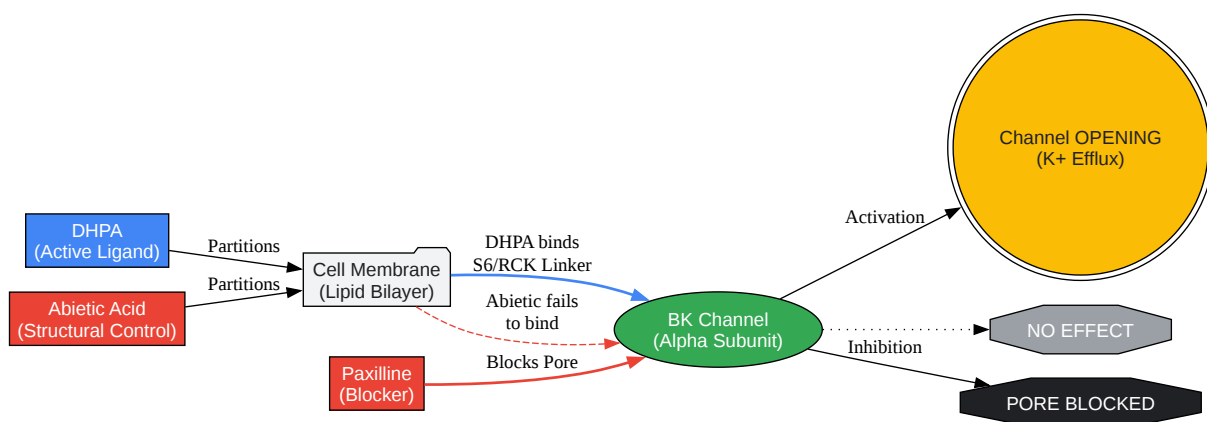 Channel OPENING
(K+ Efflux)
Activation
DHPA
(Active Ligand)
Partitions
DHPA binds
S6/RCK Linker
Cell Membrane
(Lipid Bilayer)
Partitions
Abietic Acid
(Structural Control)
Abietic fails
to bind
BK Channel
(Alpha Subunit)
NO EFFECT
Inhibition
Blocks Pore
Paxilline
(Blocker)
PORE BLOCKED